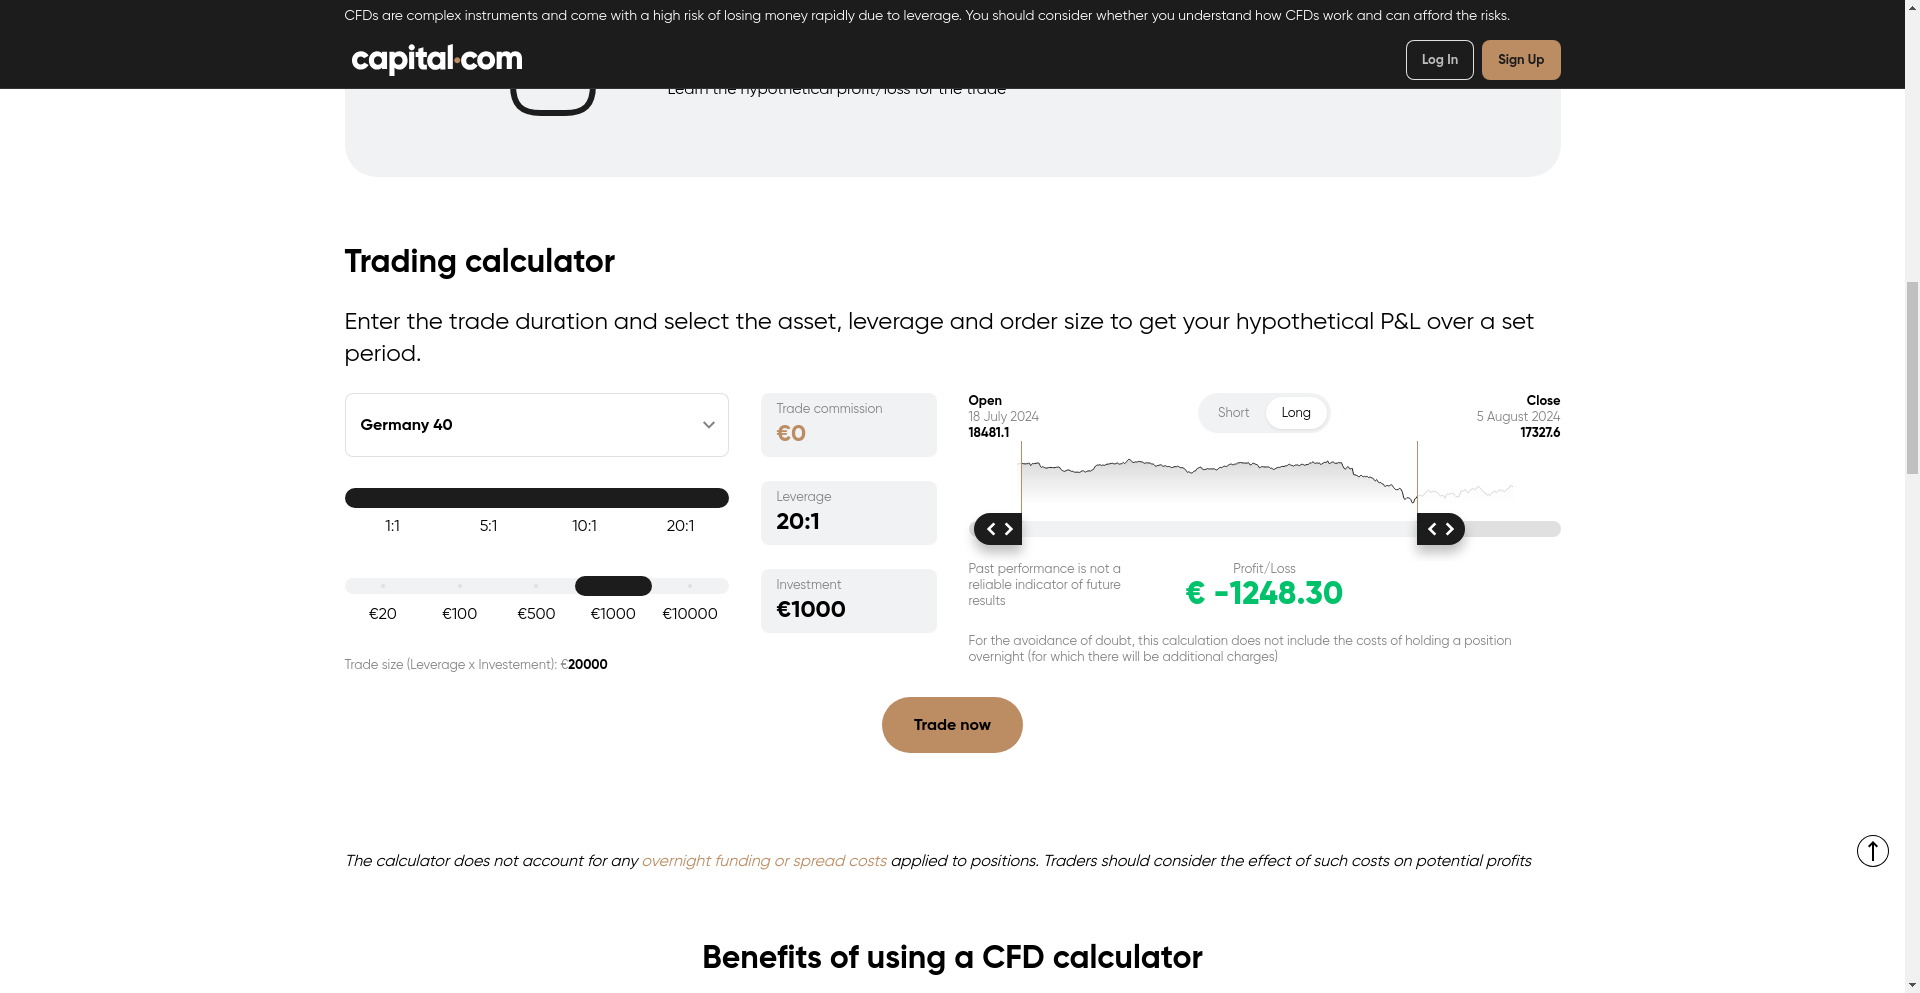 CFDs are complex instruments and come with a high risk of losing money rapidly due to leverage. You should consider whether you understand how CFDs work and can afford the risks.
capital.com
Log In
Sign Up
Learn the hypothetical profit/loss for the trade
Trading calculator
Enter the trade duration and select the asset, leverage and order size to get your hypothetical P&L over a set
period.
Germany 40
1:1
5:1
10:1
20:1
€20
€100
€500
€1000
€10000
Trade size (Leverage x Investement): €20000
Trade commission
€0
Leverage
20:1
Investment
€1000
Open
18 July 2024
18481.1
Short
Long
Close
5 August 2024
17327.6
Past performance is not a
reliable indicator of future
results
Profit/Loss
€ -1248.30
For the avoidance of doubt, this calculation does not include the costs of holding a position
overnight (for which there will be additional charges)
Trade now
The calculator does not account for any overnight funding or spread costs applied to positions. Traders should consider the effect of such costs on potential profits
Benefits of using a CFD calculator